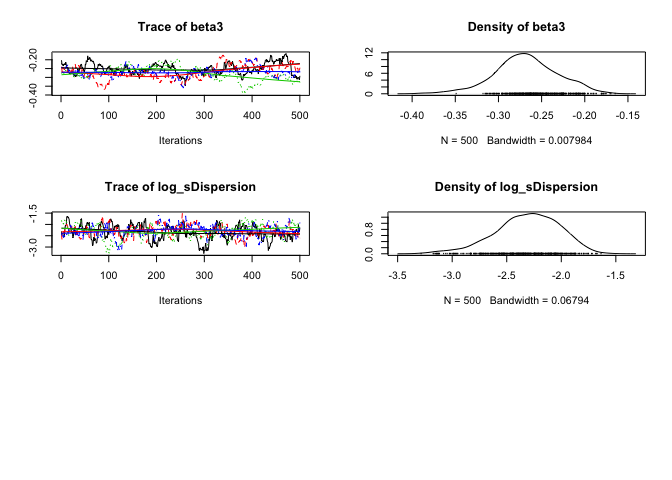 Trace of beta3
-0.40 -0.20
0 100 200 300 400 500
Iterations
Density of beta3
0 6 12
-0.40 -0.35 -0.30 -0.25 -0.20 -0.15
N = 500 Bandwidth = 0.007984
Trace of log_sDispersion
-3.0 -1.5
0 100 200 300 400 500
Iterations
Density of log_sDispersion
0.0 0.8
-3.5 -3.0 -2.5 -2.0 -1.5
N = 500 Bandwidth = 0.06794